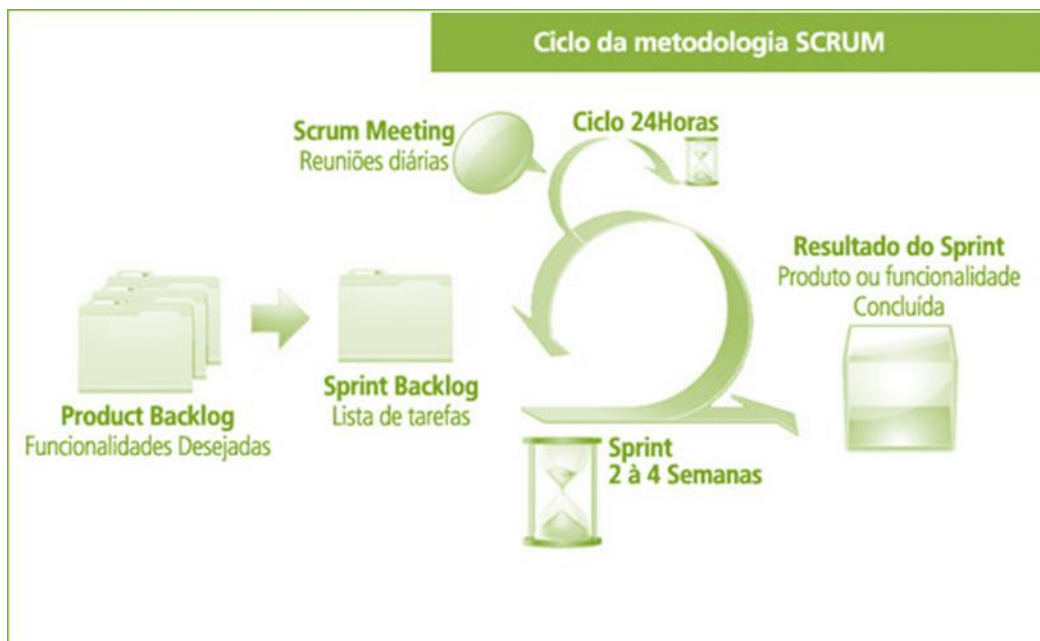 Ciclo da metodologia SCRUM
Scrum Meeting
Reuniões diárias
Ciclo 24Horas
Resultado do Sprint
Produto ou funcionalidade
Concluída
Product Backlog
Funcionalidades Desejadas
Sprint Backlog
Lista de tarefas
Sprint
2 à 4 Semanas